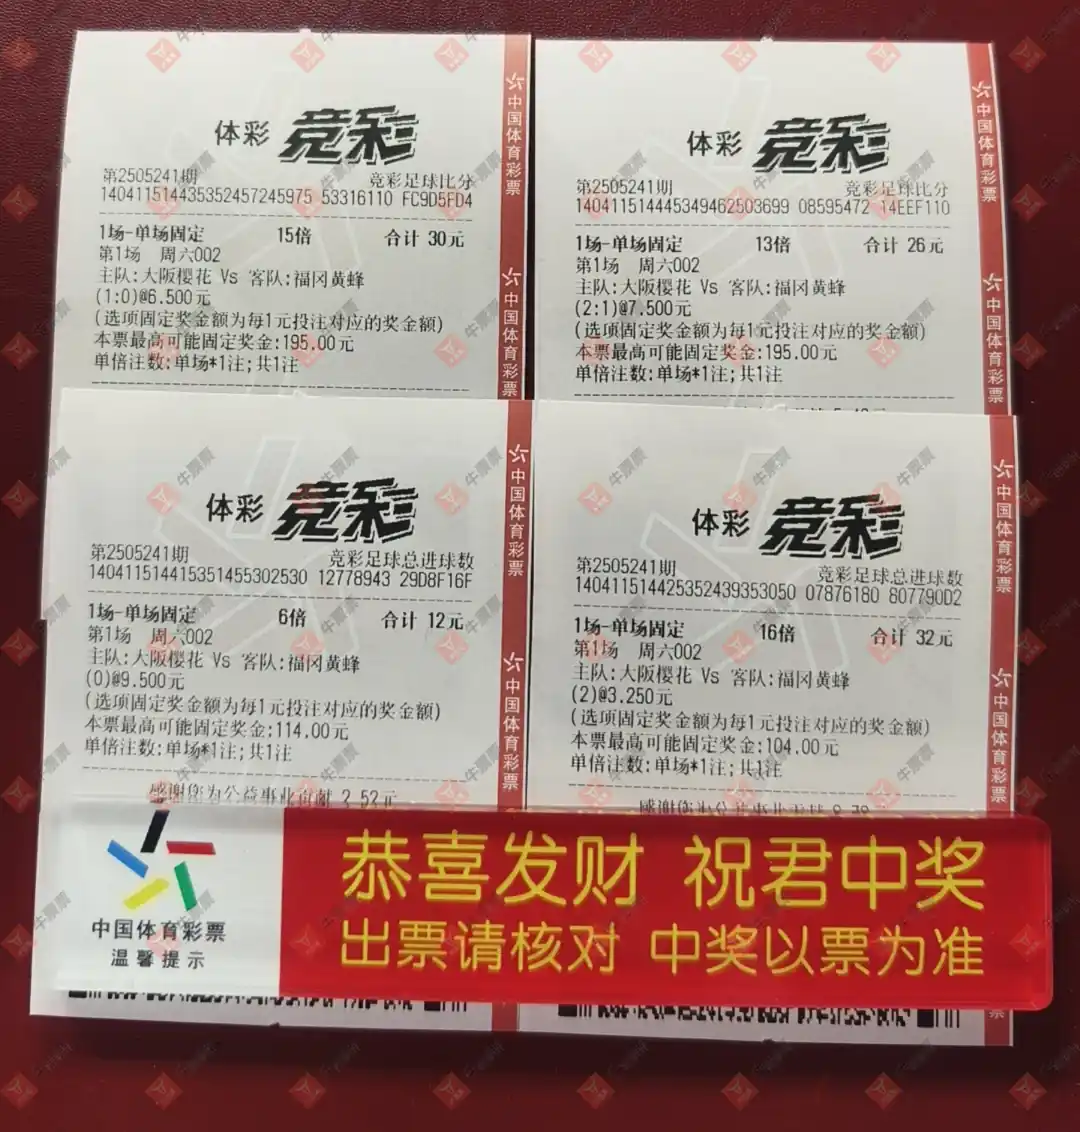 体彩 竞彩
第2505241期 竞彩足球比分
140411514435352457245975 53316110 FC9D5FD4
1场-单场固定 15倍 合计 30元
第1场 周六002
主队:大阪樱花 Vs 客队:福冈黄蜂
(1:0)@6.500元
(选项固定奖金额为每1元投注对应的奖金额)
本票最高可能固定奖金:195.00元
单倍注数:单场*1注;共1注
中国体育彩票
中国体育彩票
体彩 竞彩
第2505241期 竞彩足球比分
140411514445349462503699 08595472 14EEF110
1场-单场固定 13倍 合计 26元
第1场 周六002
主队:大阪樱花 Vs 客队:福冈黄蜂
(2:1)@7.500元
(选项固定奖金额为每1元投注对应的奖金额)
本票最高可能固定奖金:195.00元
单倍注数:单场*1注;共1注
中国体育彩票
中国体育彩票
体彩 竞彩
第2505241期 竞彩足球总进球数
140411514415351455302530 12778943 29D8F16F
1场-单场固定 6倍 合计 12元
第1场 周六002
主队:大阪樱花 Vs 客队:福冈黄蜂
(0)@9.500元
(选项固定奖金额为每1元投注对应的奖金额)
本票最高可能固定奖金:114.00元
单倍注数:单场*1注;共1注
感谢您为公益事业贡献 3.53元
中国体育彩票
中国体育彩票
体彩 竞彩
第2505241期 竞彩足球总进球数
140411514425352439353050 07876180 807790D2
1场-单场固定 16倍 合计 32元
第1场 周六002
主队:大阪樱花 Vs 客队:福冈黄蜂
(2)@3.250元
(选项固定奖金额为每1元投注对应的奖金额)
本票最高可能固定奖金:104.00元
单倍注数:单场*1注;共1注
中国体育彩票
中国体育彩票
中国体育彩票
温馨提示
恭喜发财 祝君中奖
出票请核对 中奖以票为准
票
牛票票